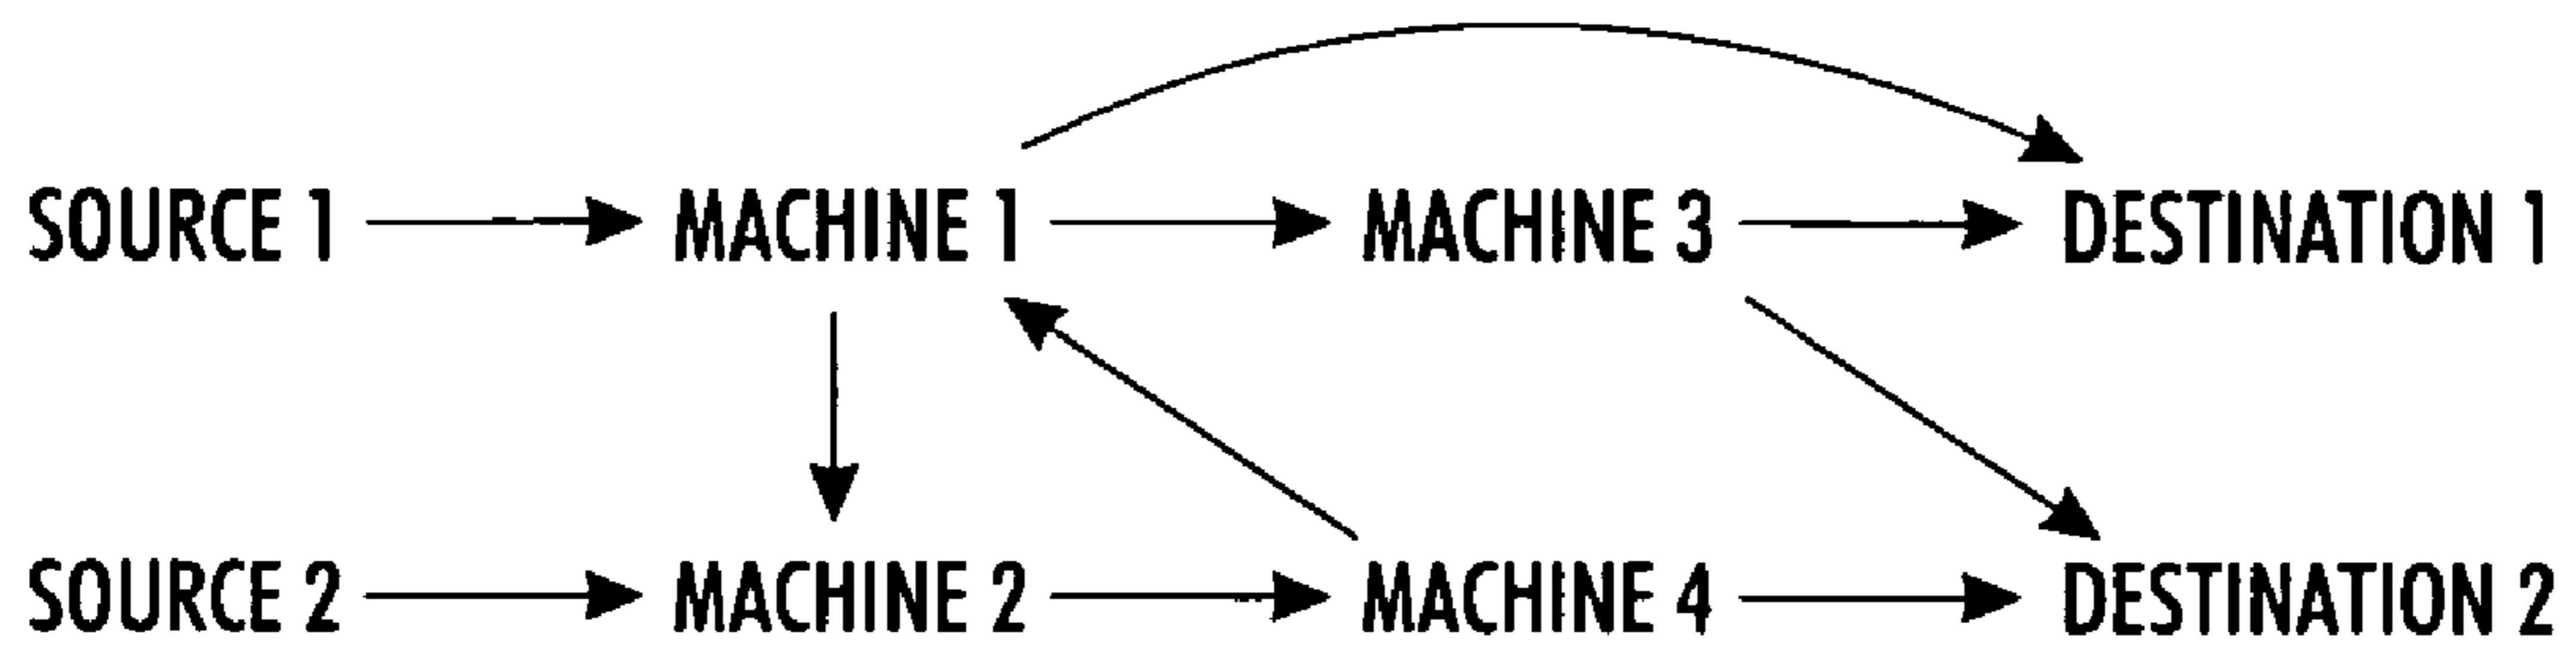 SOURCE 1 MACHINE 1 MACHINE 3 DESTINATION 1
SOURCE 2 MACHINE 2 MACHINE 4 DESTINATION 2